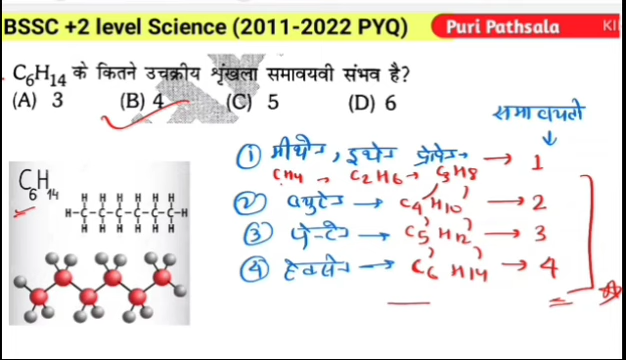 BSSC +2 level Science (2011-2022 PYQ)
Puri Pathsala
C6H14 के कितने उचक्रीय शृंखला समावयवी संभव है?
(A) 3 (B) 4 (C) 5 (D) 6
समावयवी
① मीथेन, इथेन प्रोपेन → 1
CH4, C2H6 → C3H8
② ब्युटेन → C4H10 → 2
③ पेन्टेन → C5H12 → 3
④ हेक्सेन → C6H14 → 4
C6H14
H H H H H H
H-C-C-C-C-C-C-H
H H H H H H